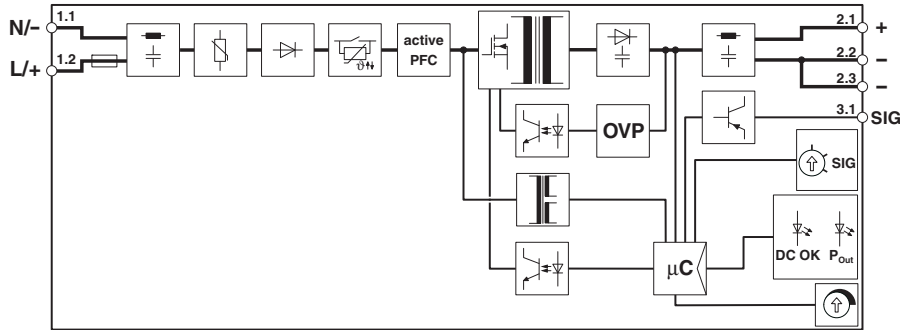 N/–
1.1
L/+
1.2
active
PFC
2.1
+
2.2
–
2.3
–
3.1
SIG
OVP
SIG
ϑ
μC
DC OK
POut